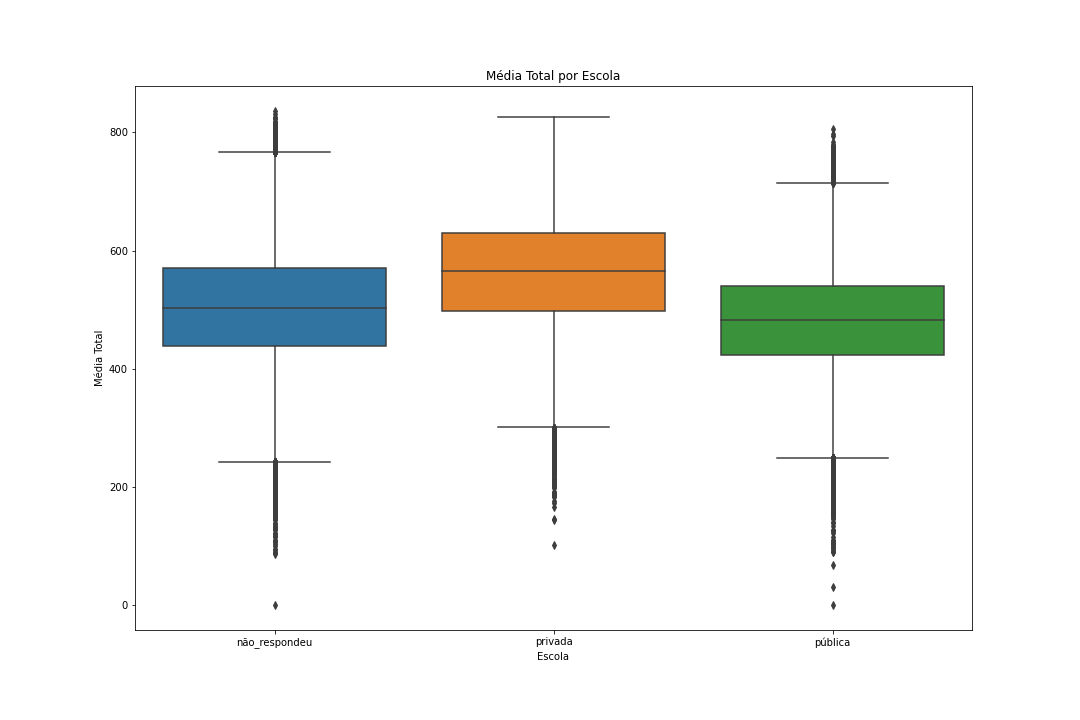 Média Total por Escola
800
600
400
200
0
Média Total
não_respondeu
privada
pública
Escola